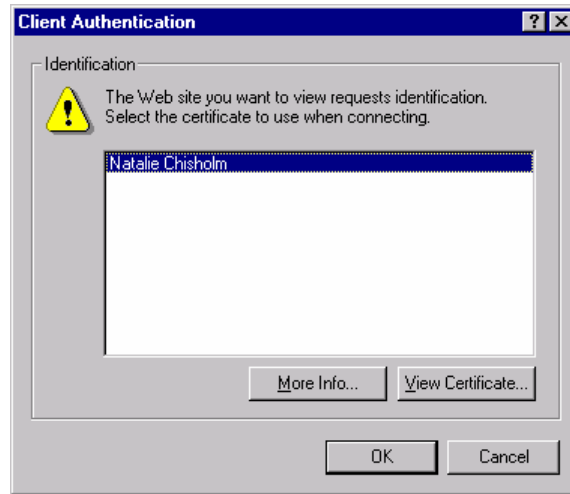 Client Authentication
Identification
The Web site you want to view requests identification.
Select the certificate to use when connecting.
Natalie Chisholm
More Info...
View Certificate...
OK
Cancel